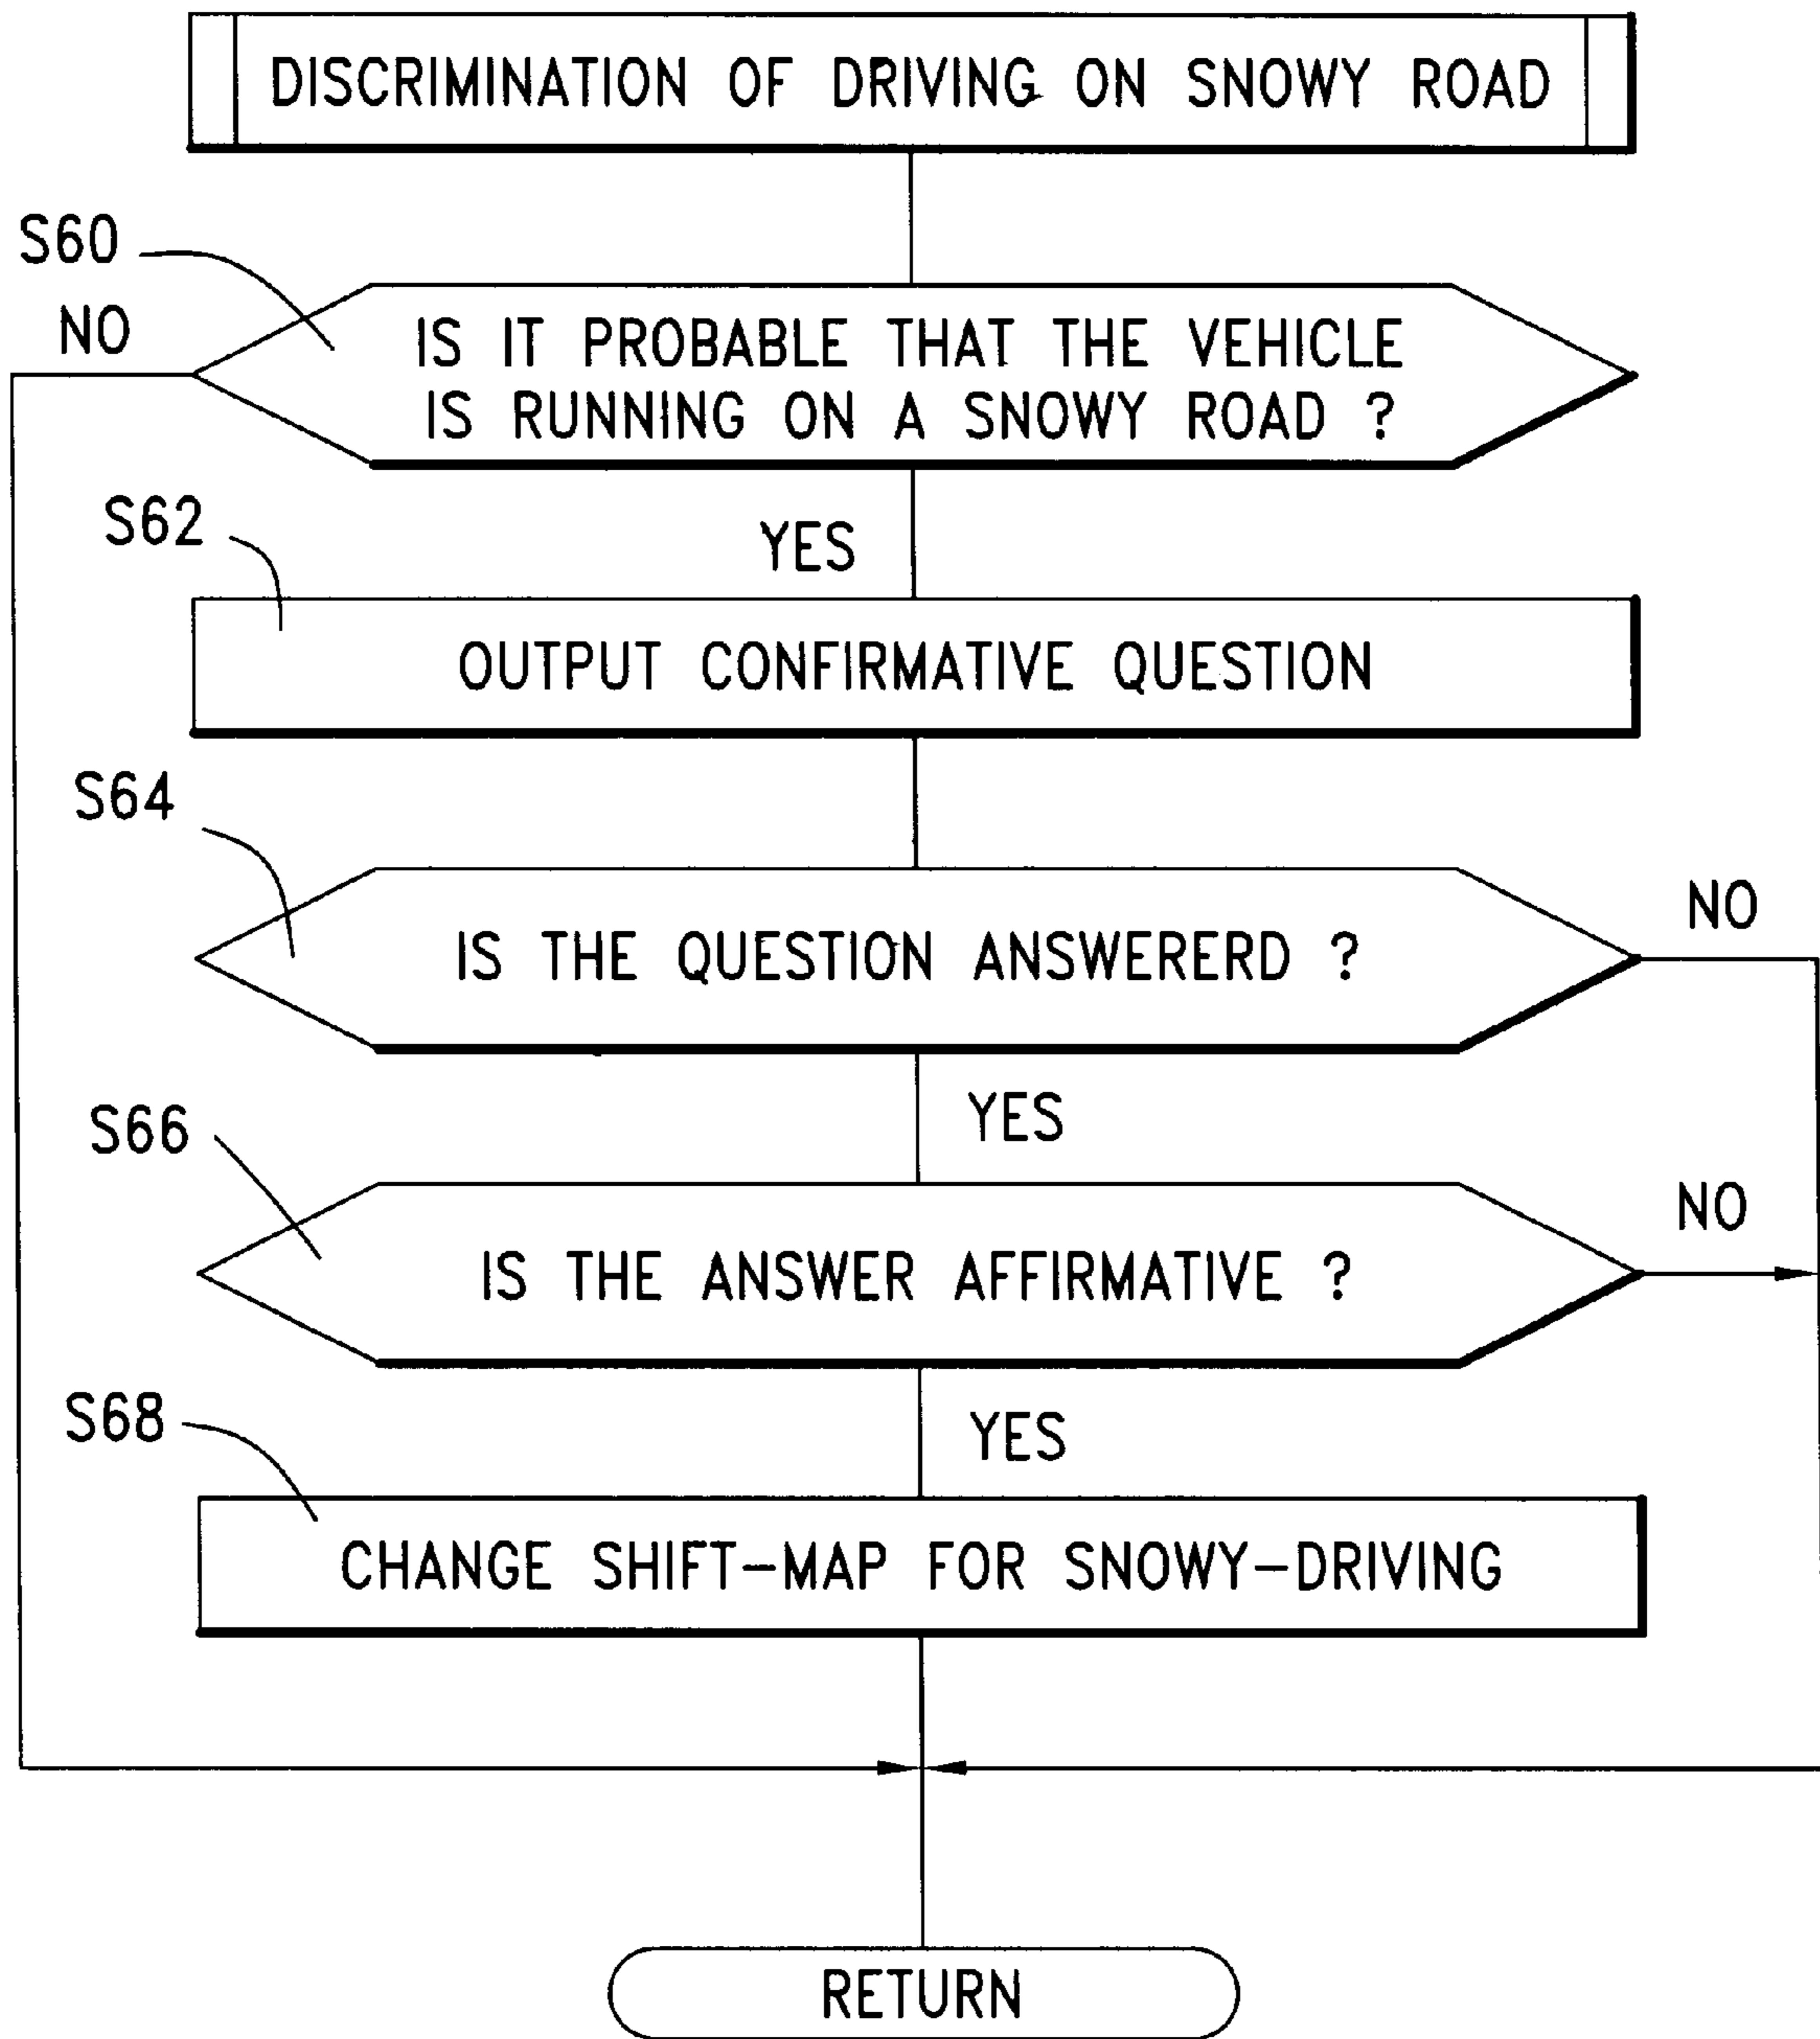 DISCRIMINATION OF DRIVING ON SNOWY ROAD
S60
NO
IS IT PROBABLE THAT THE VEHICLE
IS RUNNING ON A SNOWY ROAD ?
S62
YES
OUTPUT CONFIRMATIVE QUESTION
S64
NO
IS THE QUESTION ANSWERERD ?
YES
S66
NO
IS THE ANSWER AFFIRMATIVE ?
YES
S68
CHANGE SHIFT-MAP FOR SNOWY-DRIVING
RETURN